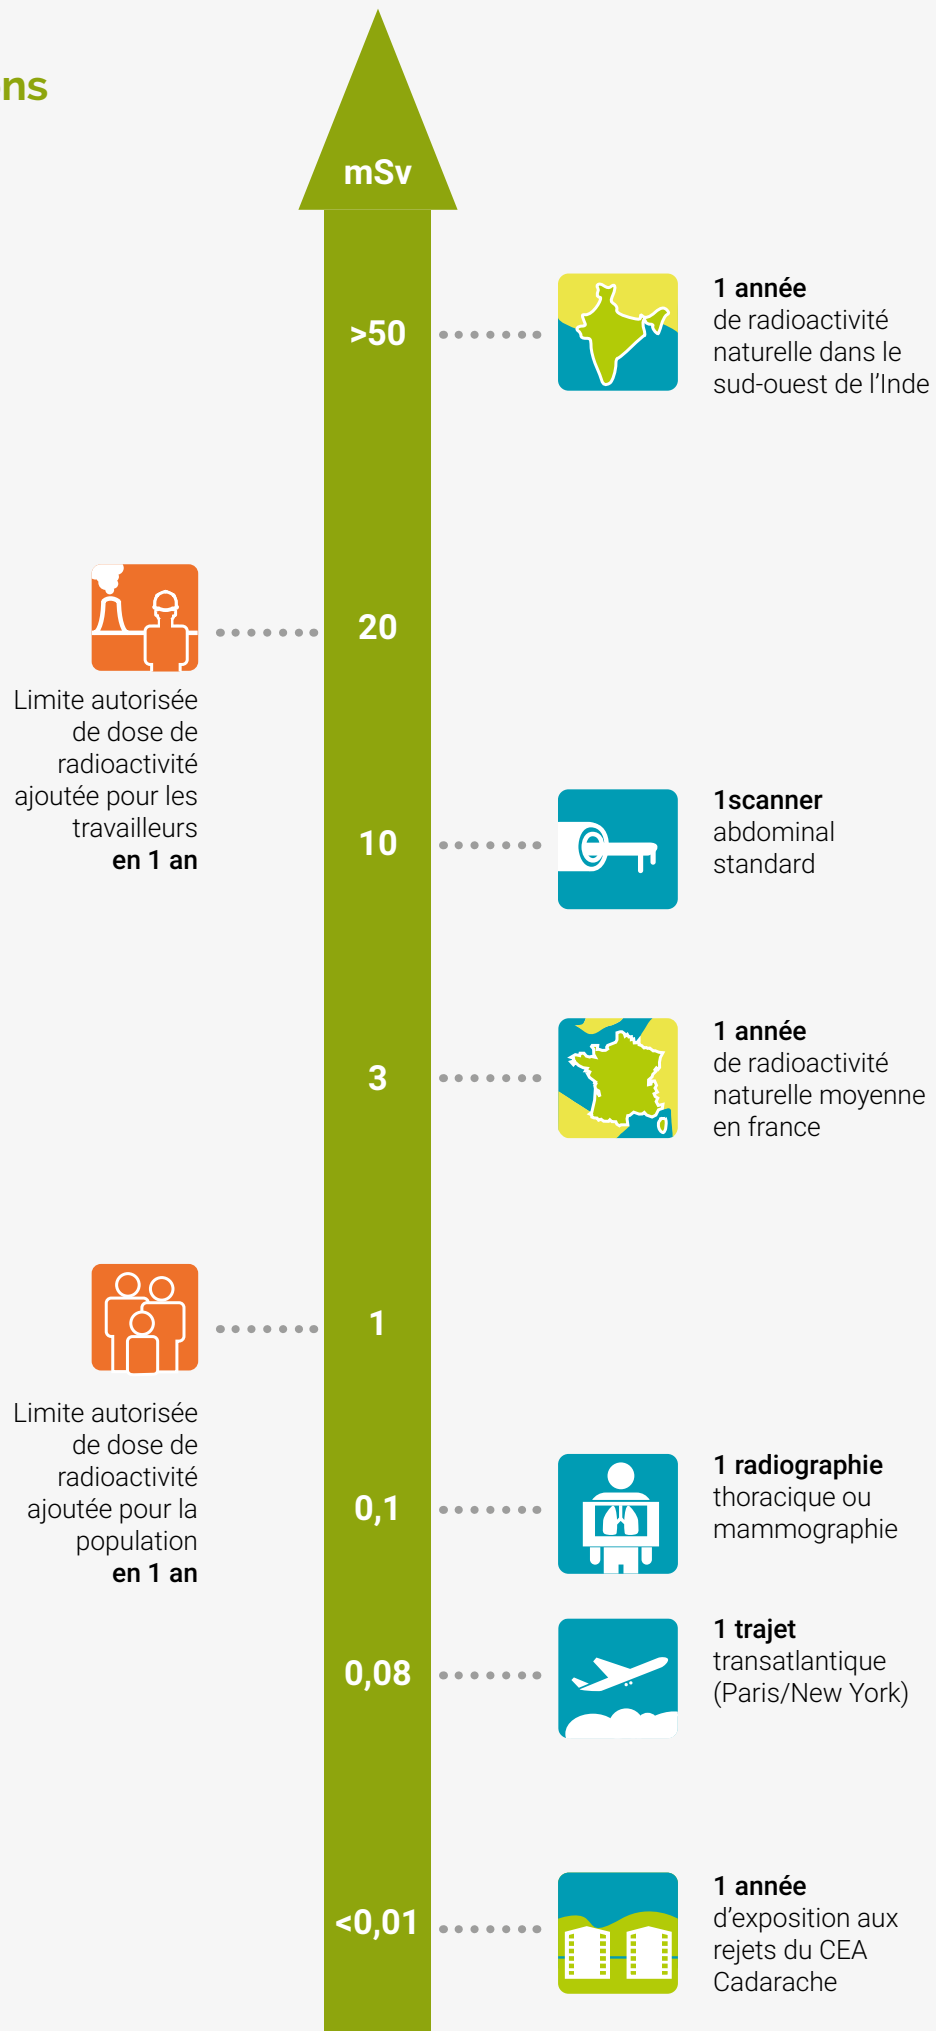 ns
mSv
>50
1 année
de radioactivité
naturelle dans le
sud-ouest de l’Inde
20
Limite autorisée
de dose de
radioactivité
ajoutée pour les
travailleurs
en 1 an
10
1scanner
abdominal
standard
3
1 année
de radioactivité
naturelle moyenne
en france
1
Limite autorisée
de dose de
radioactivité
ajoutée pour la
population
en 1 an
0,1
1 radiographie
thoracique ou
mammographie
0,08
1 trajet
transatlantique
(Paris/New York)
<0,01
1 année
d’exposition aux
rejets du CEA
Cadarache